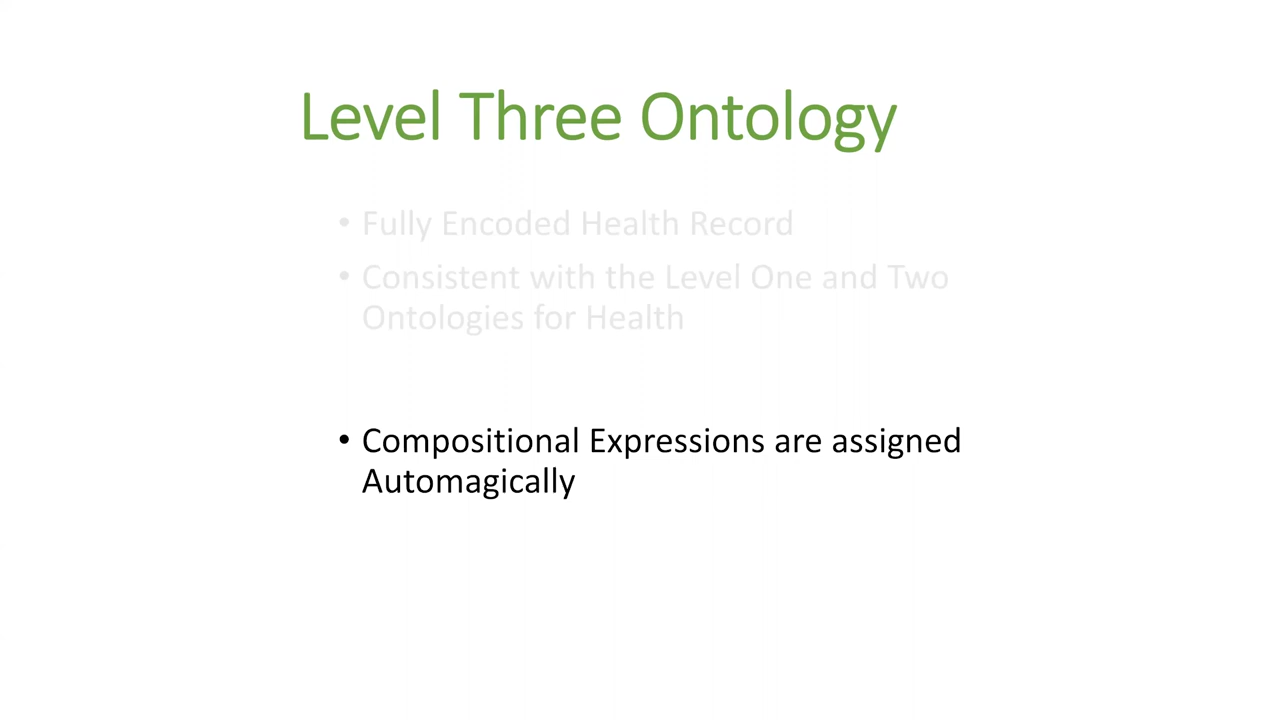 Level Three Ontology
• Fully Encoded Health Record
• Consistent with the Level One and Two
Ontologies for Health
• Compositional Expressions are assigned
Automagically